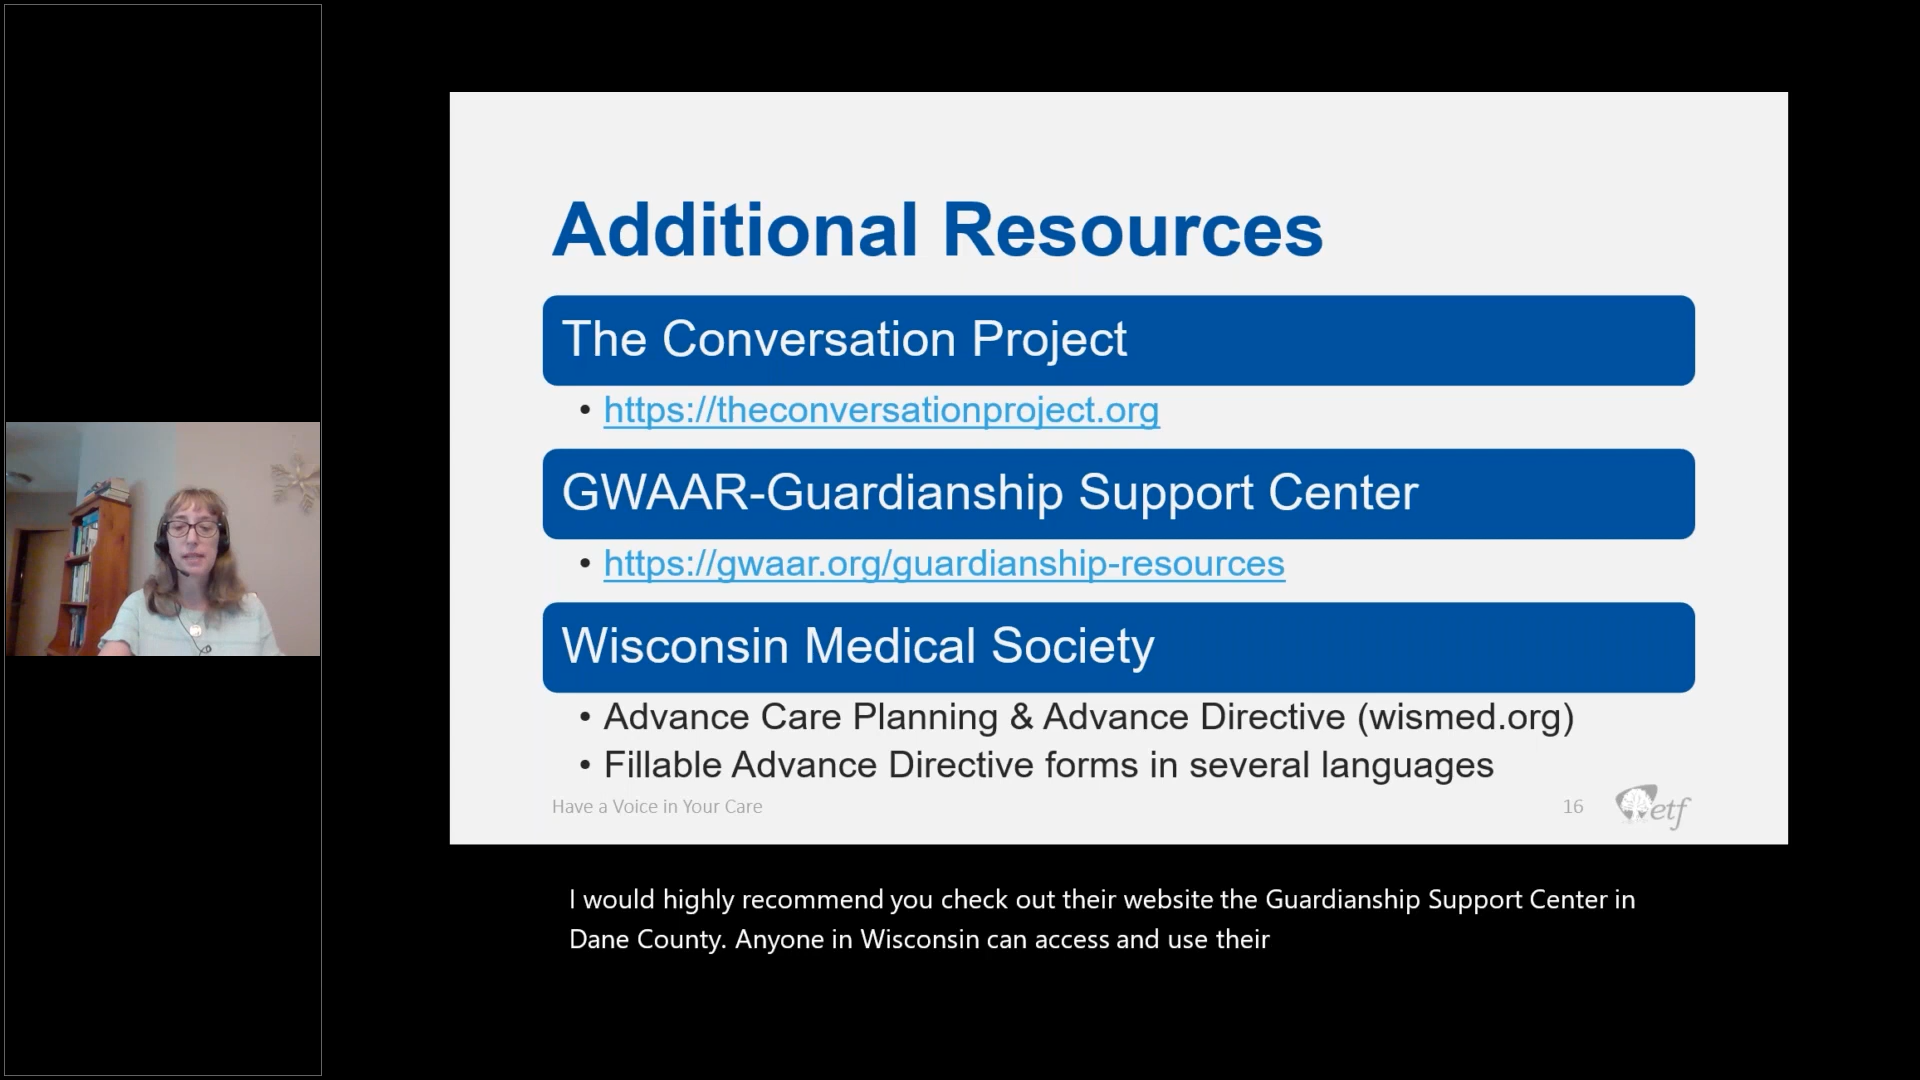 Additional Resources
The Conversation Project
• https://theconversationproject.org
GWAAR-Guardianship Support Center
• https://gwaar.org/guardianship-resources
Wisconsin Medical Society
• Advance Care Planning & Advance Directive (wismed.org)
• Fillable Advance Directive forms in several languages
Have a Voice in Your Care
16
etf
I would highly recommend you check out their website the Guardianship Support Center in
Dane County. Anyone in Wisconsin can access and use their